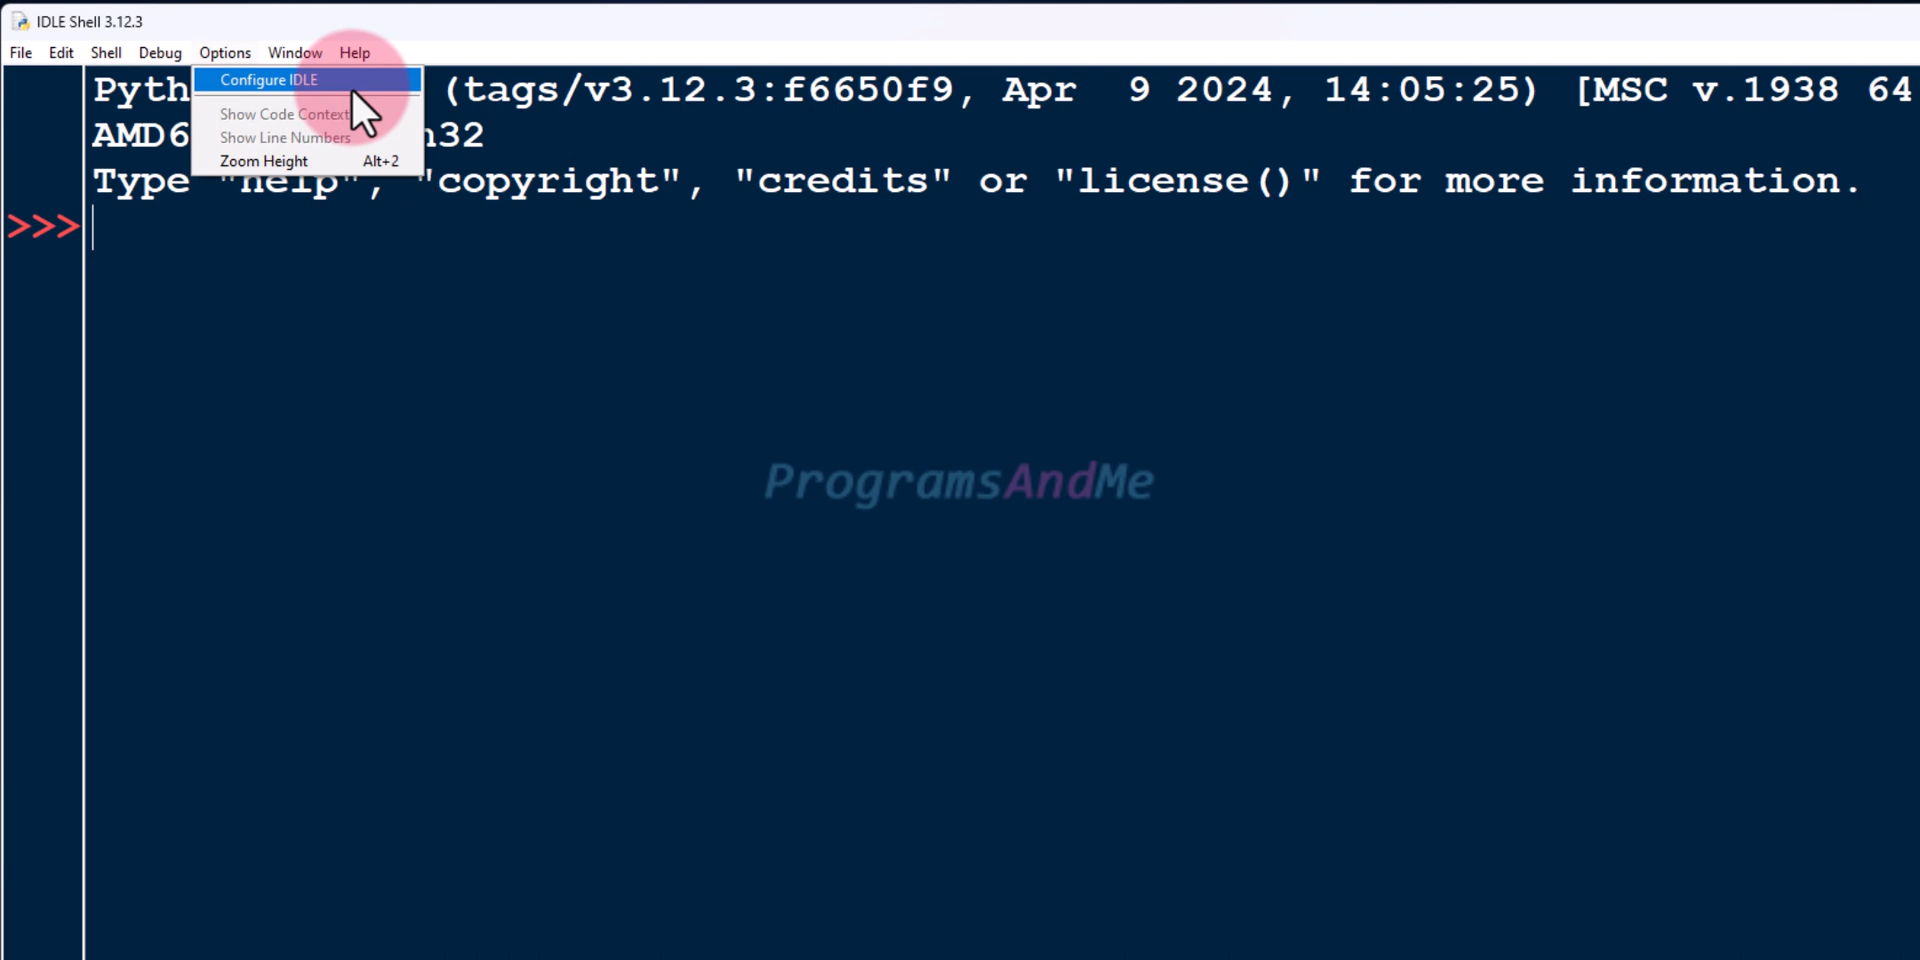 IDLE Shell 3.12.3
File Edit Shell Debug Options Window Help
Configure IDLE
Show Code Context
Show Line Numbers
Zoom Height Alt+2
Pyth (tags/v3.12.3:f6650f9, Apr 9 2024, 14:05:25) [MSC v.1938 64
AMD6 n32
Type "help", "copyright", "credits" or "license()" for more information.
>>>
ProgramsAndMe